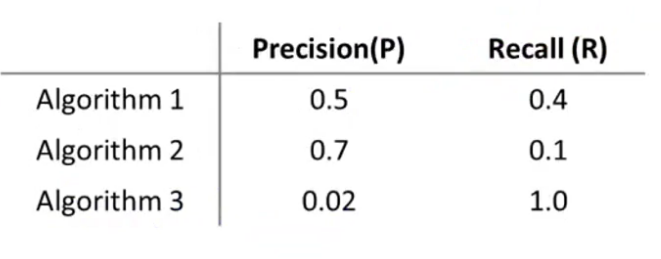 Precision(P) Recall (R)
Algorithm 1 0.5 0.4
Algorithm 2 0.7 0.1
Algorithm 3 0.02 1.0